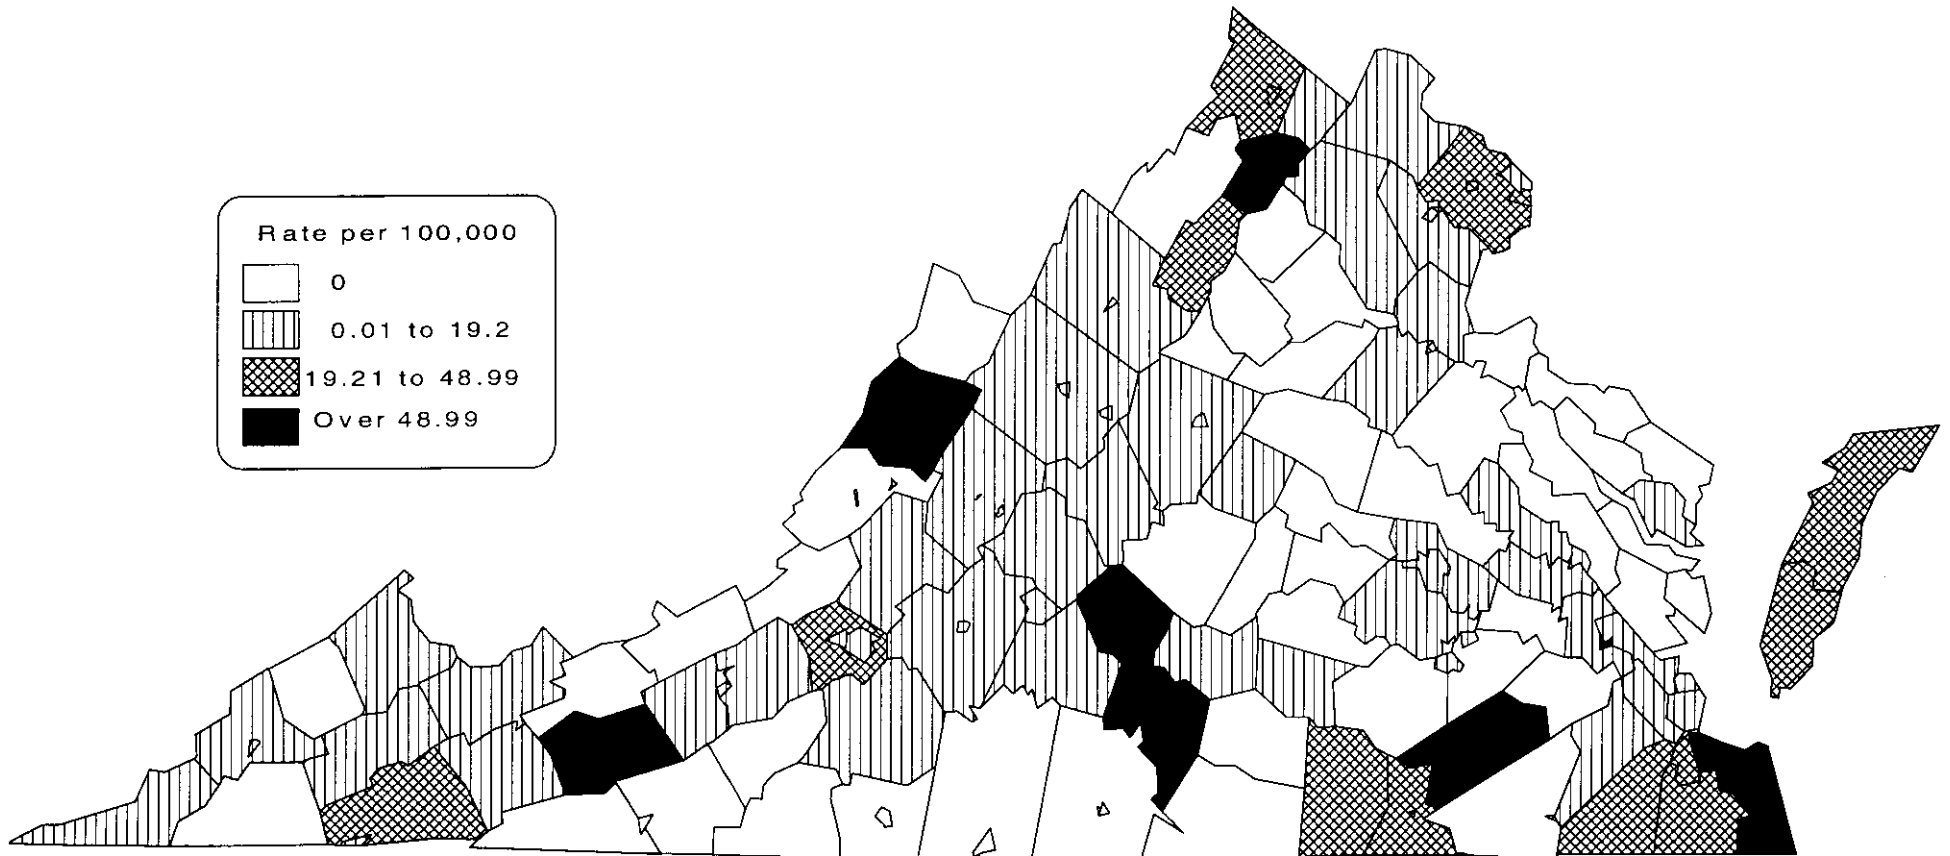 Rate per 100,000
0
0.01 to 19.2
19.21 to 48.99
Over 48.99